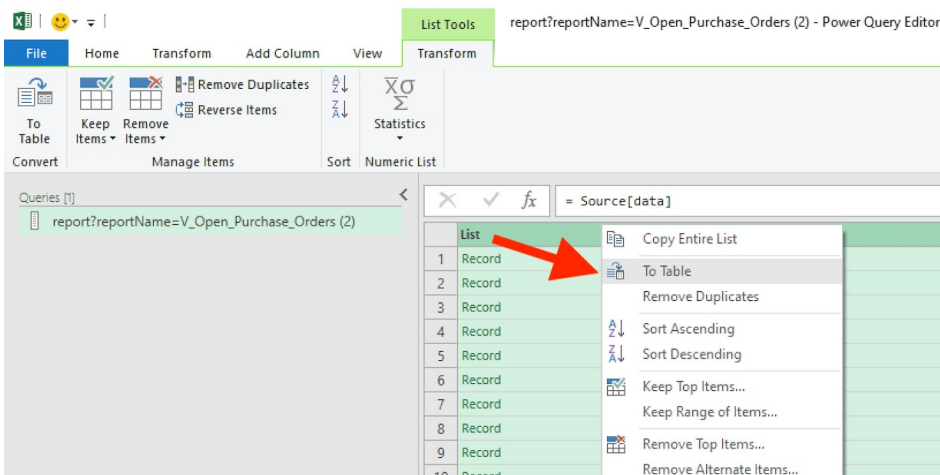 List Tools
report?reportName=V_Open_Purchase_Orders (2) - Power Query Editor
File Home Transform Add Column View Transform
To Table
Keep Items
Remove Items
Remove Duplicates
Reverse Items
Statistics
Convert Manage Items Sort Numeric List
Queries [1]
report?reportName=V_Open_Purchase_Orders (2)
fx = Source[data]
List
1 Record
2 Record
3 Record
4 Record
5 Record
6 Record
7 Record
8 Record
9 Record
10 Record
Copy Entire List
To Table
Remove Duplicates
Sort Ascending
Sort Descending
Keep Top Items...
Keep Range of Items...
Remove Top Items...
Remove Alternate Items...